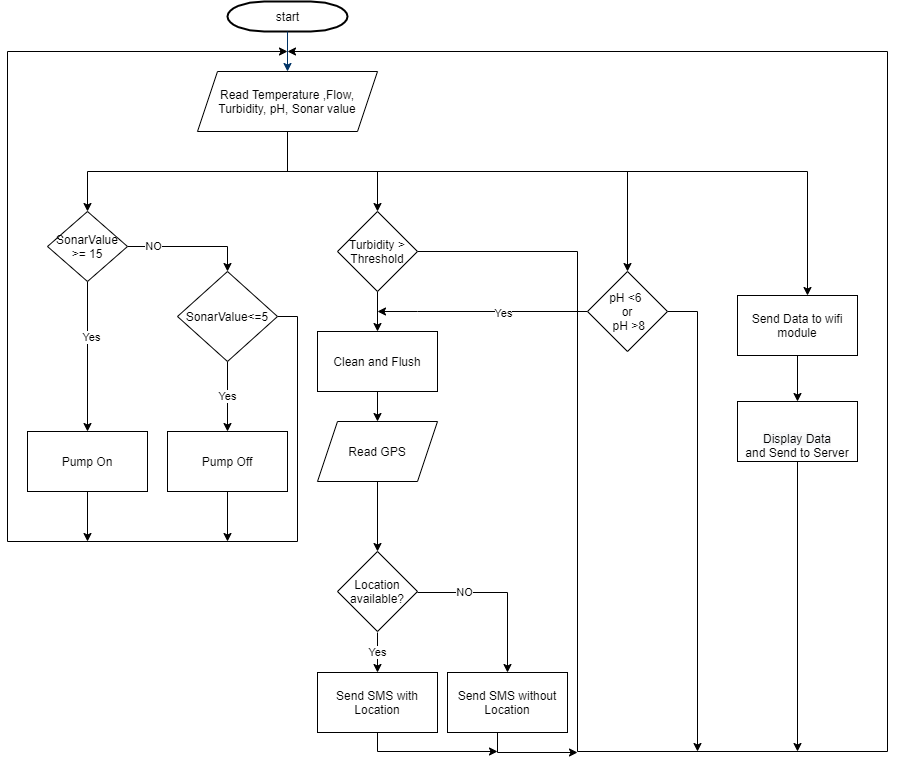 start
Read Temperature ,Flow,
Turbidity, pH, Sonar value
SonarValue
>= 15
NO
SonarValue<=5
Yes
Yes
Pump On
Pump Off
Turbidity >
Threshold
pH <6
or
pH >8
Yes
Clean and Flush
Read GPS
Location
available?
NO
Yes
Send SMS with
Location
Send SMS without
Location
Send Data to wifi
module
Display Data
and Send to Server